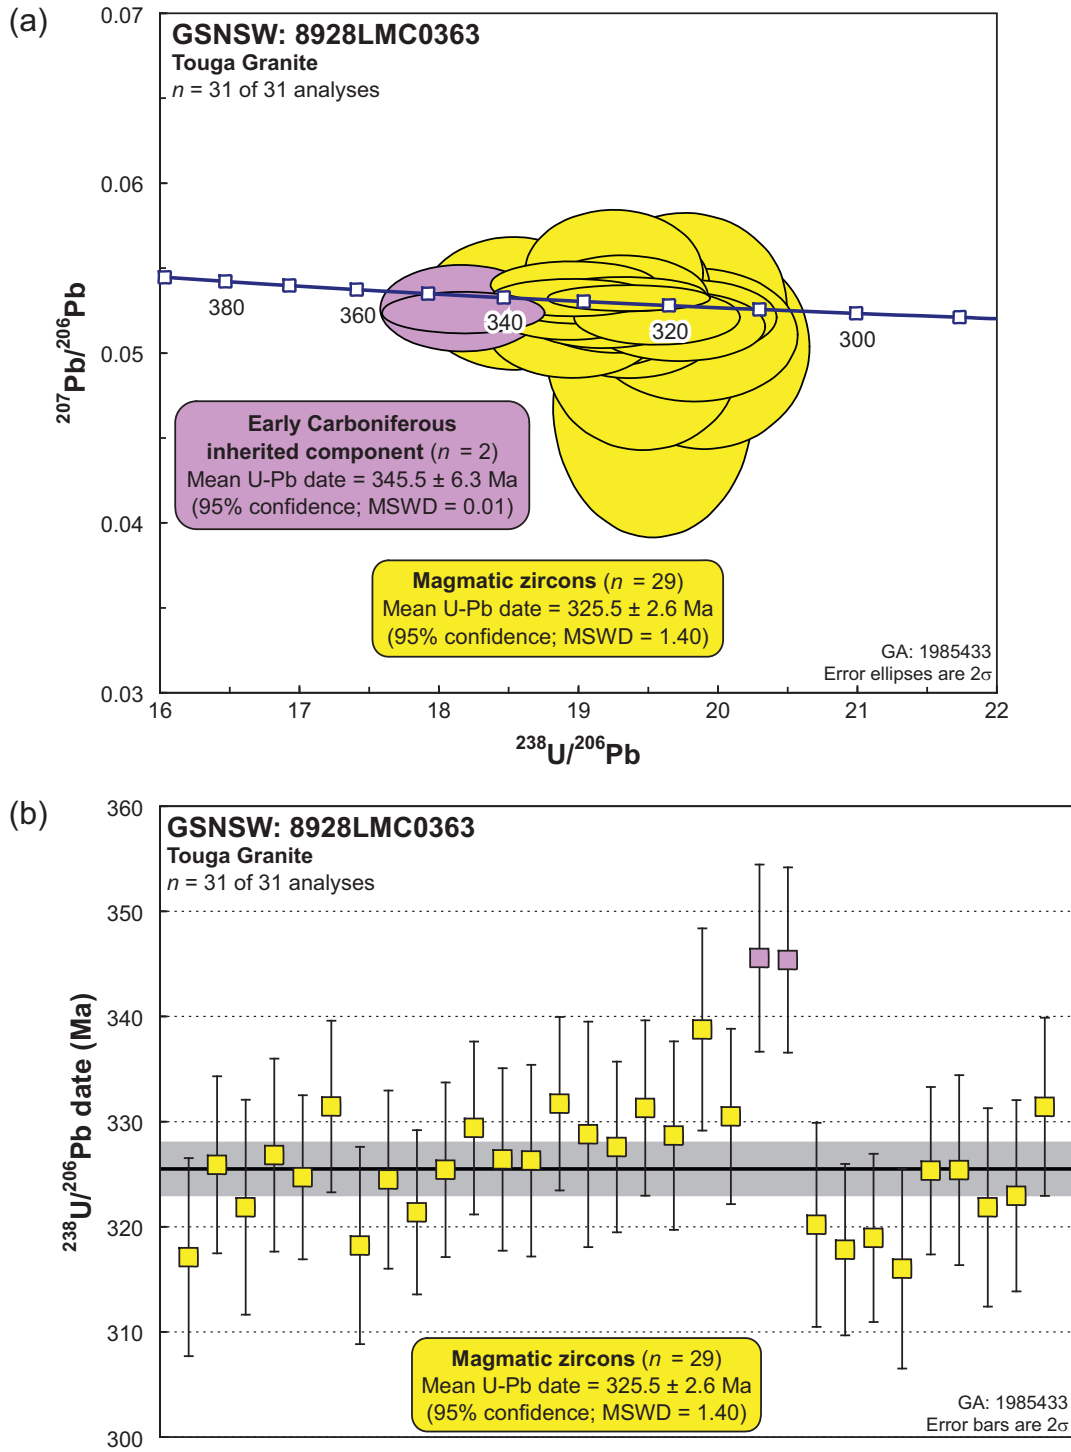 (a)
GSNSW: 8928LMC0363
Touga Granite
n = 31 of 31 analyses
0.07
0.06
0.05
0.04
0.03
²⁰⁷Pb/²⁰⁶Pb
380
360
340
320
300
Early Carboniferous
inherited component (n = 2)
Mean U-Pb date = 345.5 ± 6.3 Ma
(95% confidence; MSWD = 0.01)
Magmatic zircons (n = 29)
Mean U-Pb date = 325.5 ± 2.6 Ma
(95% confidence; MSWD = 1.40)
GA: 1985433
Error ellipses are 2σ
16 17 18 19 20 21 22
²³⁸U/²⁰⁶Pb
(b)
GSNSW: 8928LMC0363
Touga Granite
n = 31 of 31 analyses
360
350
340
330
320
310
300
²³⁸U/²⁰⁶Pb date (Ma)
Magmatic zircons (n = 29)
Mean U-Pb date = 325.5 ± 2.6 Ma
(95% confidence; MSWD = 1.40)
GA: 1985433
Error bars are 2σ